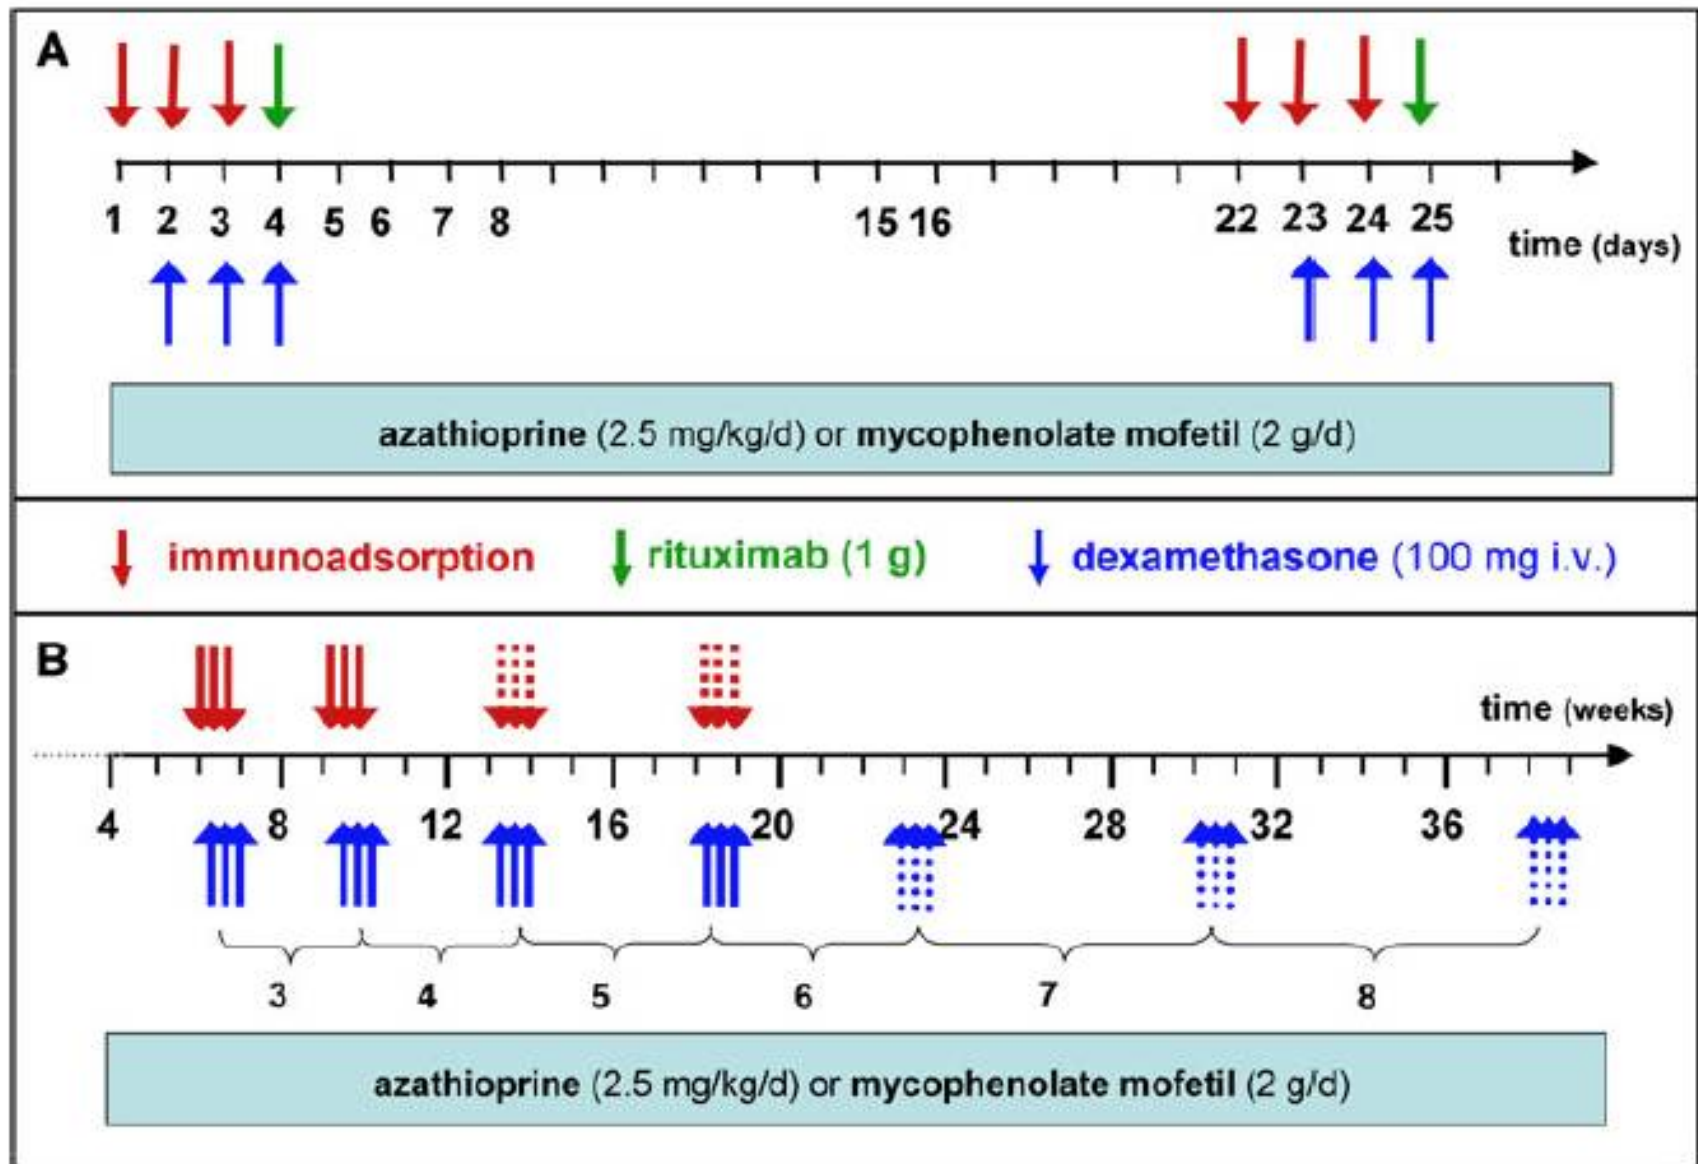 A
1 2 3 4 5 6 7 8 15 16 22 23 24 25
time (days)
azathioprine (2.5 mg/kg/d) or mycophenolate mofetil (2 g/d)
immunoadsorption rituximab (1 g) dexamethasone (100 mg i.v.)
B
time (weeks)
4 8 12 16 20 24 28 32 36
3 4 5 6 7 8
azathioprine (2.5 mg/kg/d) or mycophenolate mofetil (2 g/d)